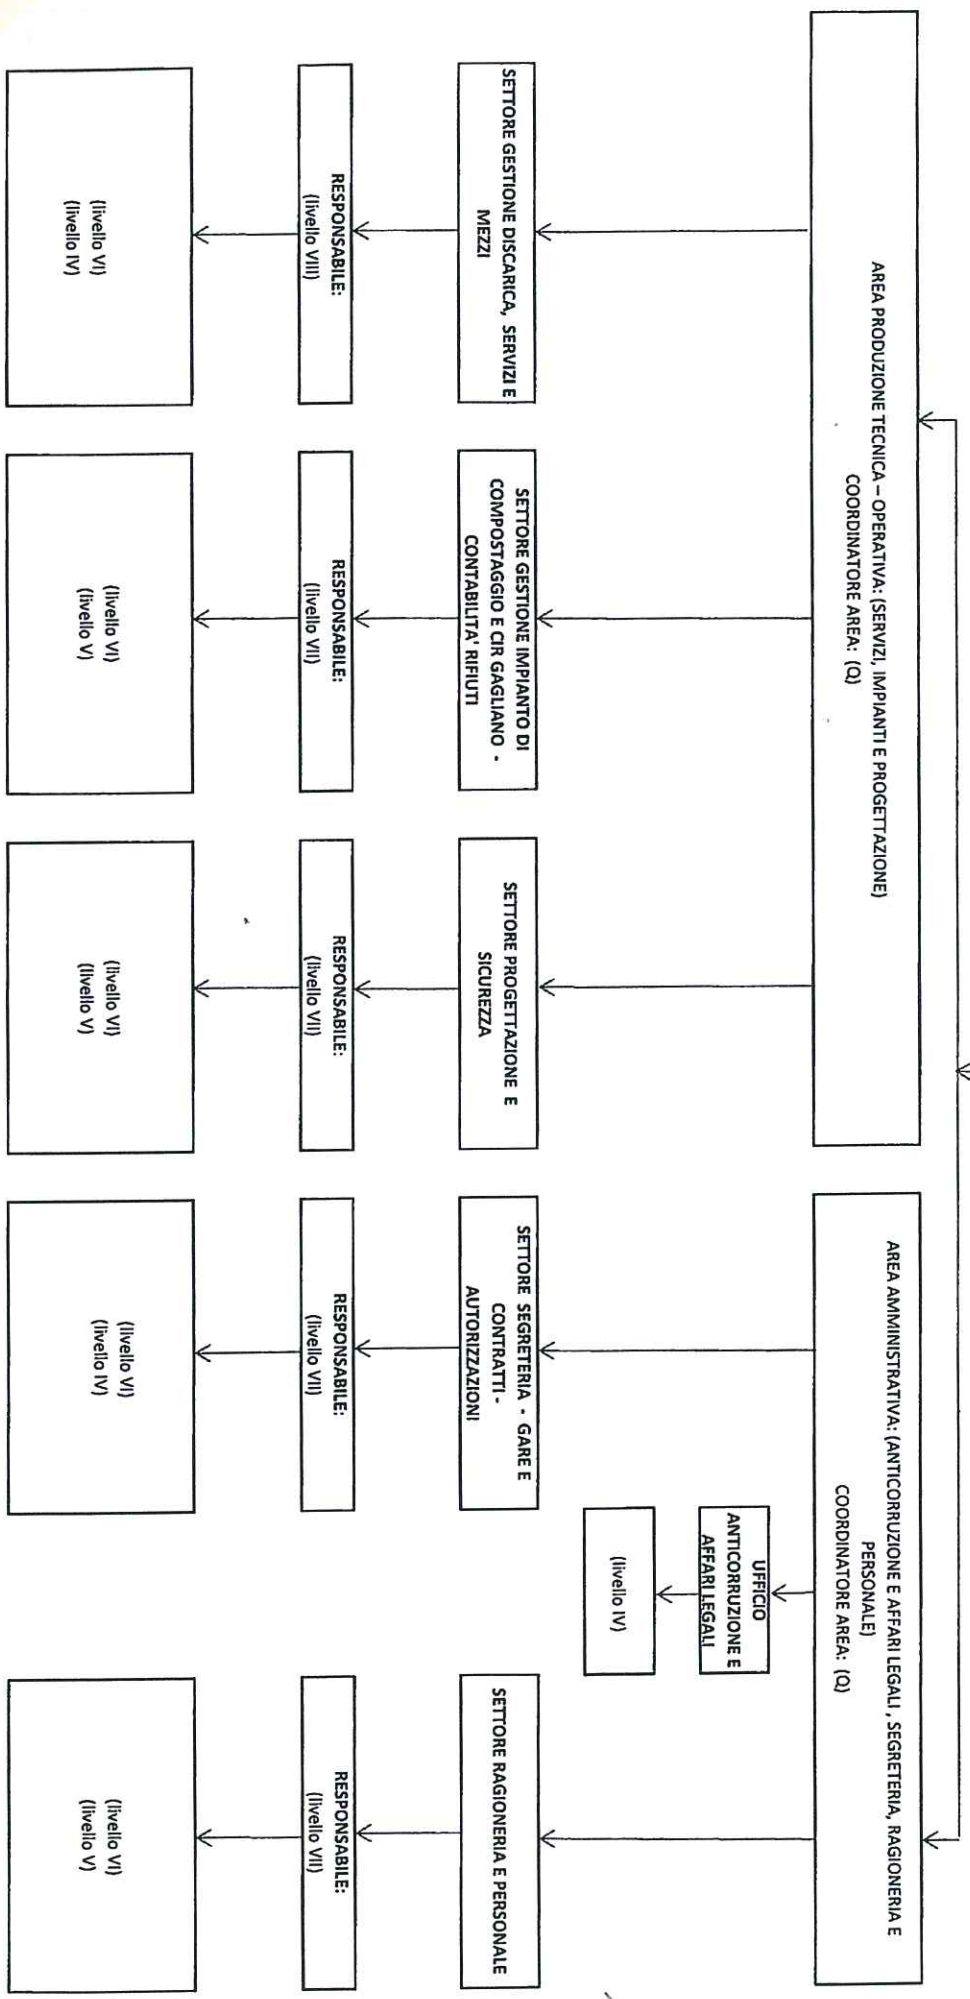 AREA PRODUZIONE TECNICA – OPERATIVA: (SERVIZI, IMPIANTI E PROGETTAZIONE)
COORDINATORE AREA: (Q)
AREA AMMINISTRATIVA: (ANTICORRUZIONE E AFFARI LEGALI , SEGRETERIA, RAGIONERIA E
PERSONALE)
COORDINATORE AREA: (Q)
UFFICIO
ANTICORRUZIONE E
AFFARI LEGALI
(livello IV)
SETTORE GESTIONE DISCARICA, SERVIZI E
MEZZI
SETTORE GESTIONE IMPIANTO DI
COMPOSTAGGIO E CIR GAGLIANO -
CONTABILITA' RIFIUTI
SETTORE PROGETTAZIONE E
SICUREZZA
SETTORE SEGRETERIA - GARE E
CONTRATTI -
AUTORIZZAZIONI
SETTORE RAGIONERIA E PERSONALE
RESPONSABILE:
(livello VIII)
RESPONSABILE:
(livello VII)
RESPONSABILE:
(livello VII)
RESPONSABILE:
(livello VII)
RESPONSABILE:
(livello VII)
(livello VI)
(livello IV)
(livello VI)
(livello V)
(livello VI)
(livello V)
(livello VI)
(livello IV)
(livello VI)
(livello V)